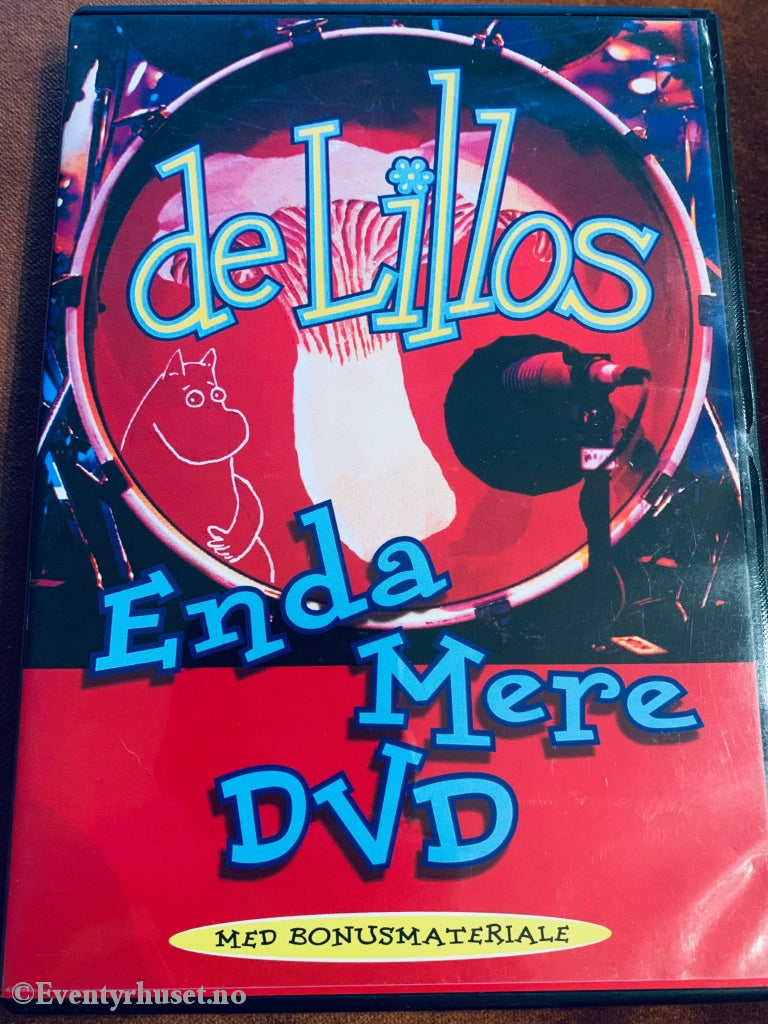 deLillos
Enda
Mere
DVD
MED BONUSMATERIALE
©Eventyrhuset.no